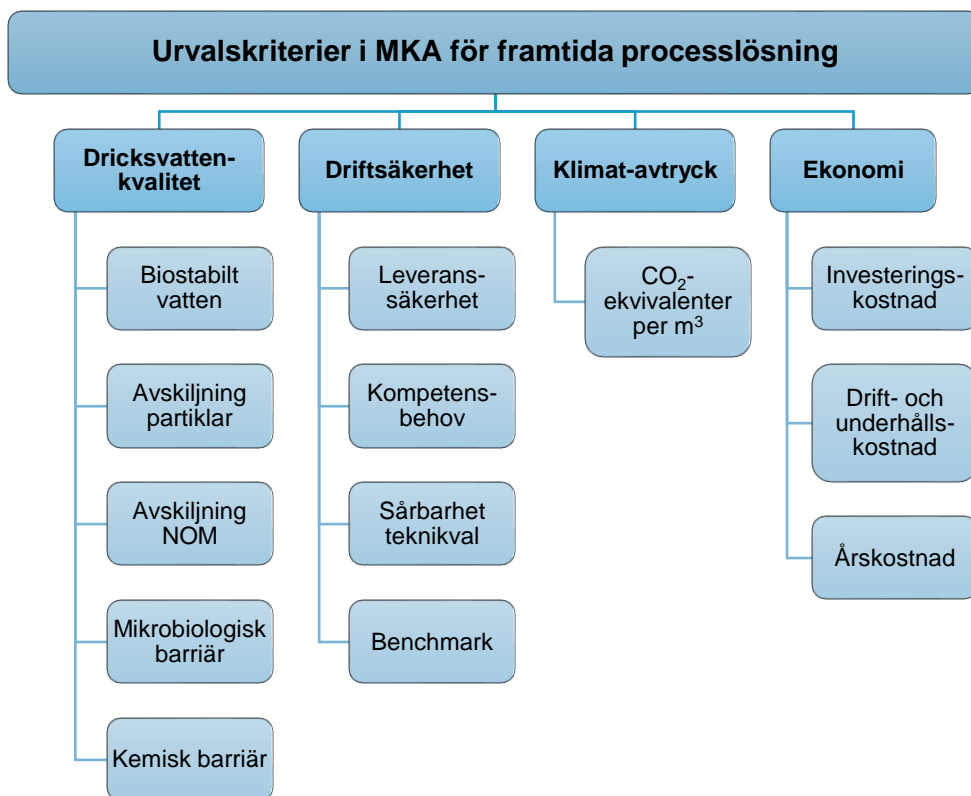 Urvalskriterier i MKA för framtida processlösning
Dricksvatten-
kvalitet
Biostabilt
vatten
Avskiljning
partiklar
Avskiljning
NOM
Mikrobiologisk
barriär
Kemisk barriär
Driftsäkerhet
Leverans-
säkerhet
Kompetens-
behov
Sårbarhet
teknikval
Benchmark
Klimat-avtryck
CO₂-
ekvivalenter
per m³
Ekonomi
Investerings-
kostnad
Drift- och
underhålls-
kostnad
Årskostnad